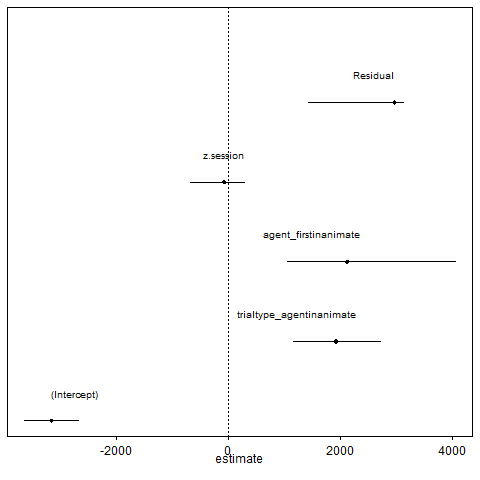 Residual
z.session
agent_firstinanimate
trialtype_agentinanimate
(Intercept)
-2000 0 2000 4000
estimate